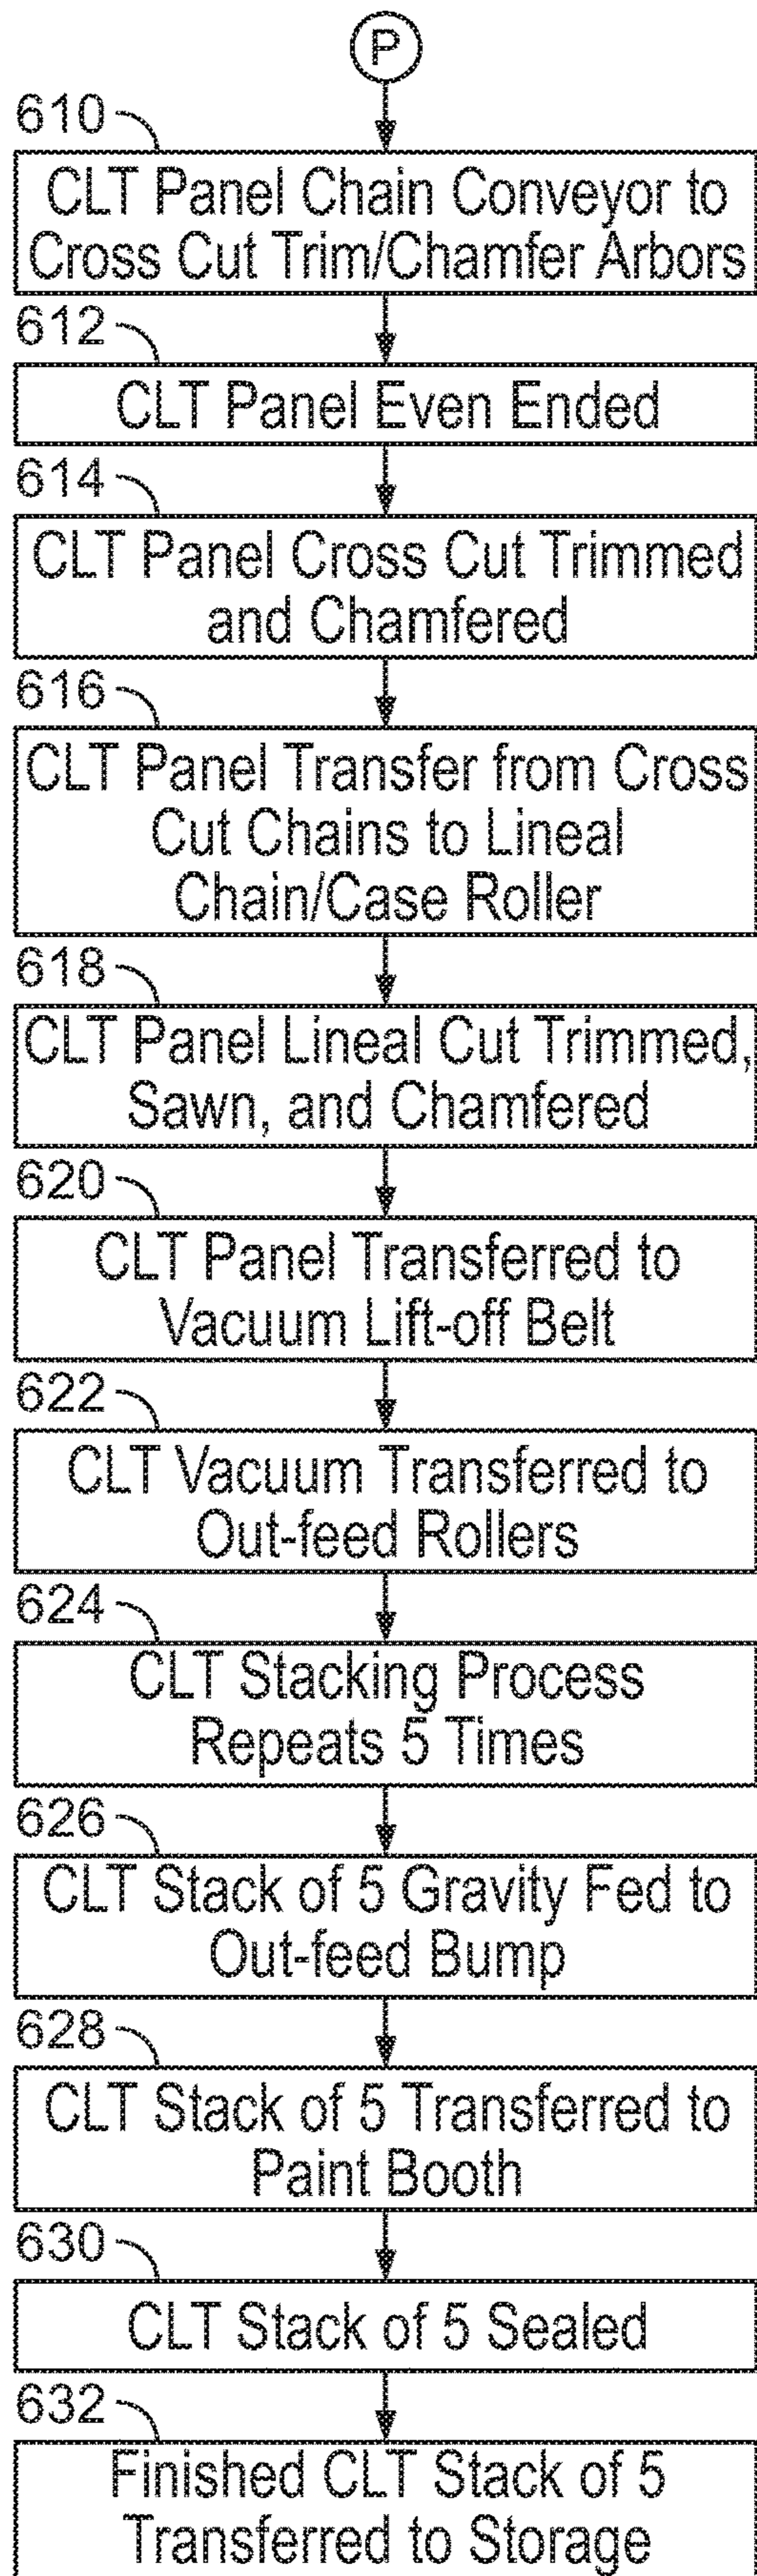 P
610
CLT Panel Chain Conveyor to
Cross Cut Trim/Chamfer Arbors
612
CLT Panel Even Ended
614
CLT Panel Cross Cut Trimmed
and Chamfered
616
CLT Panel Transfer from Cross
Cut Chains to Lineal
Chain/Case Roller
618
CLT Panel Lineal Cut Trimmed,
Sawn, and Chamfered
620
CLT Panel Transferred to
Vacuum Lift-off Belt
622
CLT Vacuum Transferred to
Out-feed Rollers
624
CLT Stacking Process
Repeats 5 Times
626
CLT Stack of 5 Gravity Fed to
Out-feed Bump
628
CLT Stack of 5 Transferred to
Paint Booth
630
CLT Stack of 5 Sealed
632
Finished CLT Stack of 5
Transferred to Storage